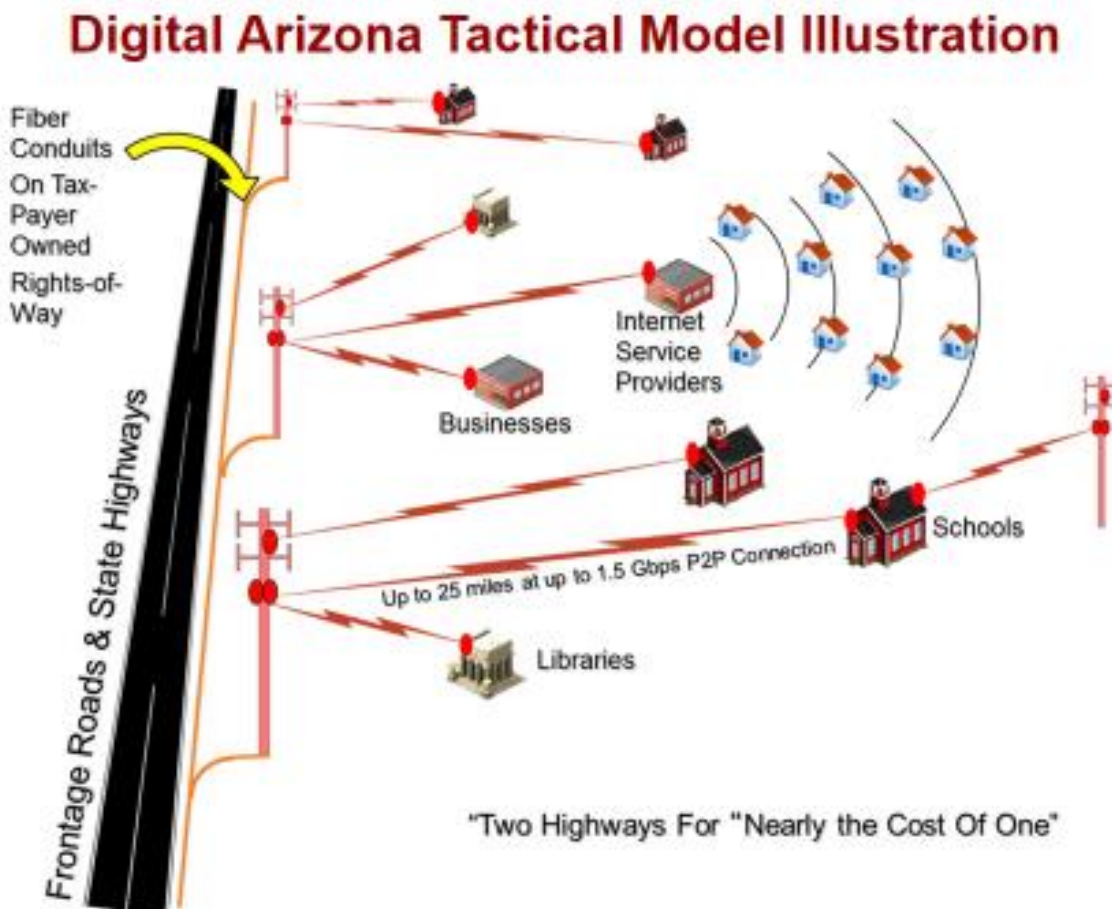 Digital Arizona Tactical Model Illustration
Fiber
Conduits
On Tax-
Payer
Owned
Rights-of-
Way
Internet
Service
Providers
Businesses
Frontage Roads & State Highways
Schools
Up to 25 miles at up to 1.5 Gbps P2P Connection
Libraries
"Two Highways For "Nearly the Cost Of One"